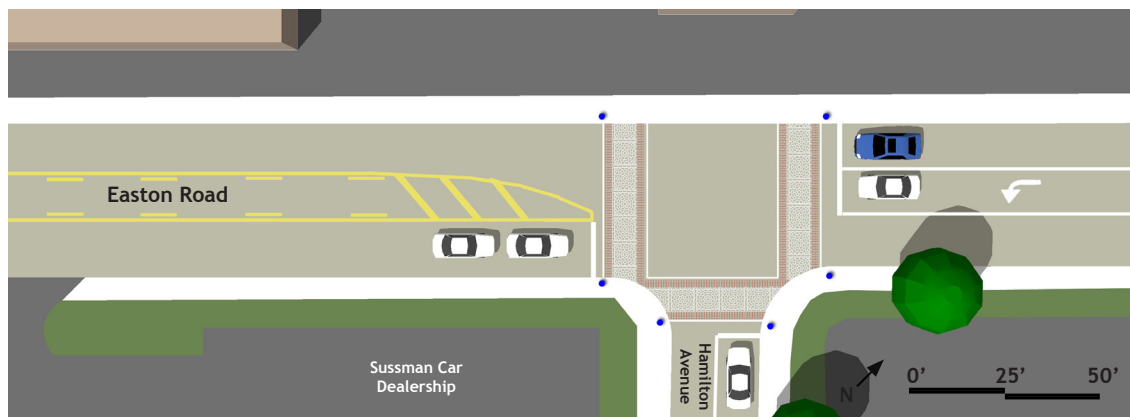 Easton Road
Sussman Car
Dealership
Hamilton
Avenue
N
0' 25' 50'